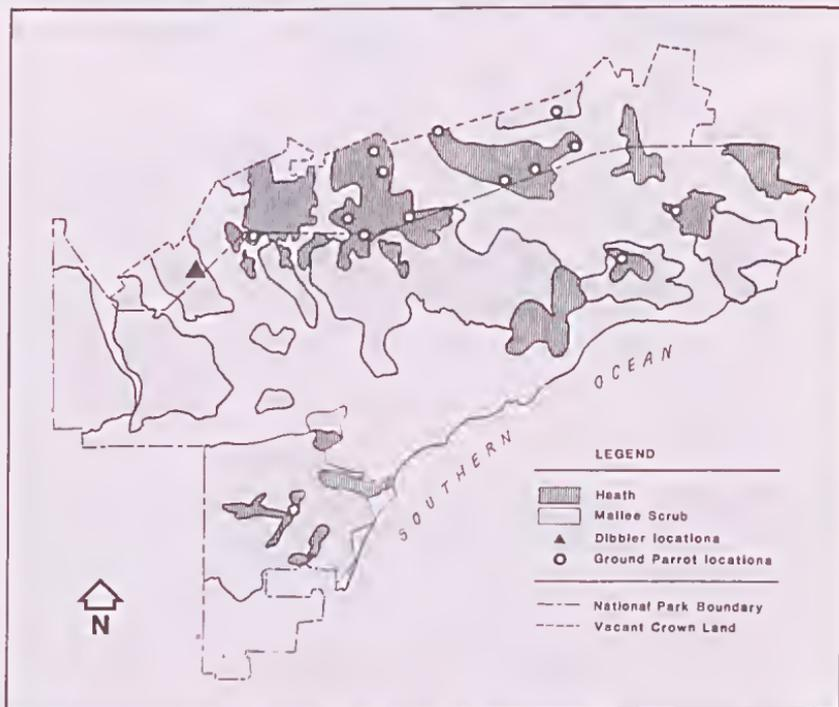 OCEAN
SOUTHERN
LEGEND
Heath
Mallee Scrub
Dibbler locations
Ground Parrot locations
National Park Boundary
Vacant Crown Land
N